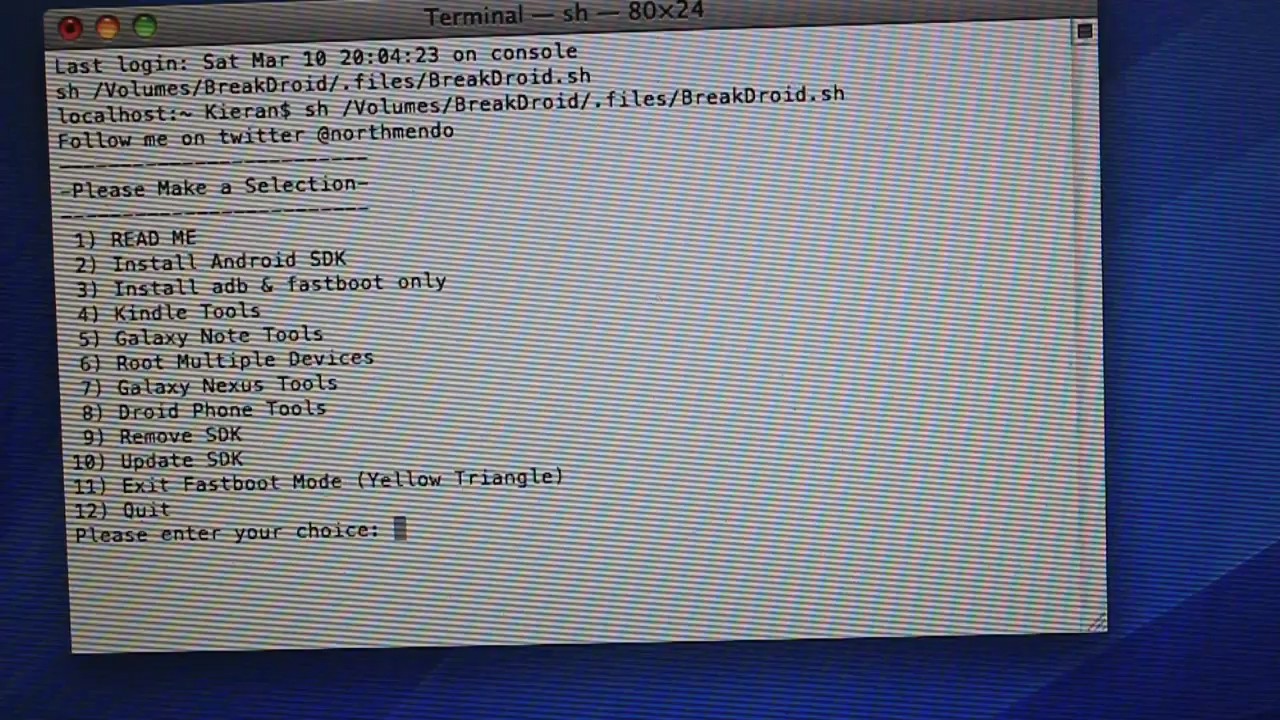 Terminal — sh — 80×24
Last login: Sat Mar 10 20:04:23 on console
sh /Volumes/BreakDroid/.files/BreakDroid.sh
localhost:~ Kieran$ sh /Volumes/BreakDroid/.files/BreakDroid.sh
Follow me on twitter @northmendo
-------------------------
-Please Make a Selection-
-------------------------
1) READ ME
2) Install Android SDK
3) Install adb & fastboot only
4) Kindle Tools
5) Galaxy Note Tools
6) Root Multiple Devices
7) Galaxy Nexus Tools
8) Droid Phone Tools
9) Remove SDK
10) Update SDK
11) Exit Fastboot Mode (Yellow Triangle)
12) Quit
Please enter your choice: